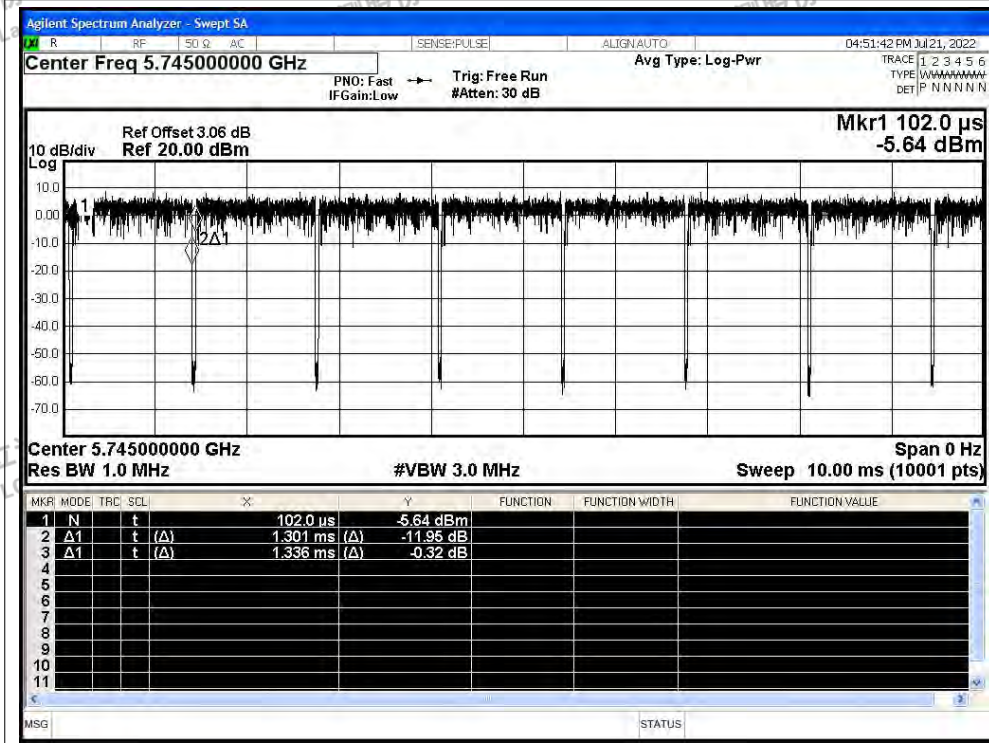 Agilent Spectrum Analyzer - Swept SA
R RF 50 Ω AC SENSE:PULSE ALIGN AUTO 04:51:42 PM Jul 21, 2022
Center Freq 5.745000000 GHz
PNO: Fast
IFGain:Low
Trig: Free Run
#Atten: 30 dB
Avg Type: Log-Pwr
TRACE 1 2 3 4 5 6
TYPE WWWWWW
DET P N N N N N
Mkr1 102.0 µs
-5.64 dBm
Ref Offset 3.06 dB
10 dB/div Ref 20.00 dBm
Log
10.0
0.00
-10.0
-20.0
-30.0
-40.0
-50.0
-60.0
-70.0
1
2Δ1
Center 5.745000000 GHz Span 0 Hz
Res BW 1.0 MHz #VBW 3.0 MHz Sweep 10.00 ms (10001 pts)
MKR MODE TRC SCL X Y FUNCTION FUNCTION WIDTH FUNCTION VALUE
1 N t 102.0 µs -5.64 dBm
2 Δ1 t (Δ) 1.301 ms (Δ) -11.95 dB
3 Δ1 t (Δ) 1.336 ms (Δ) -0.32 dB
4
5
6
7
8
9
10
11
MSG STATUS